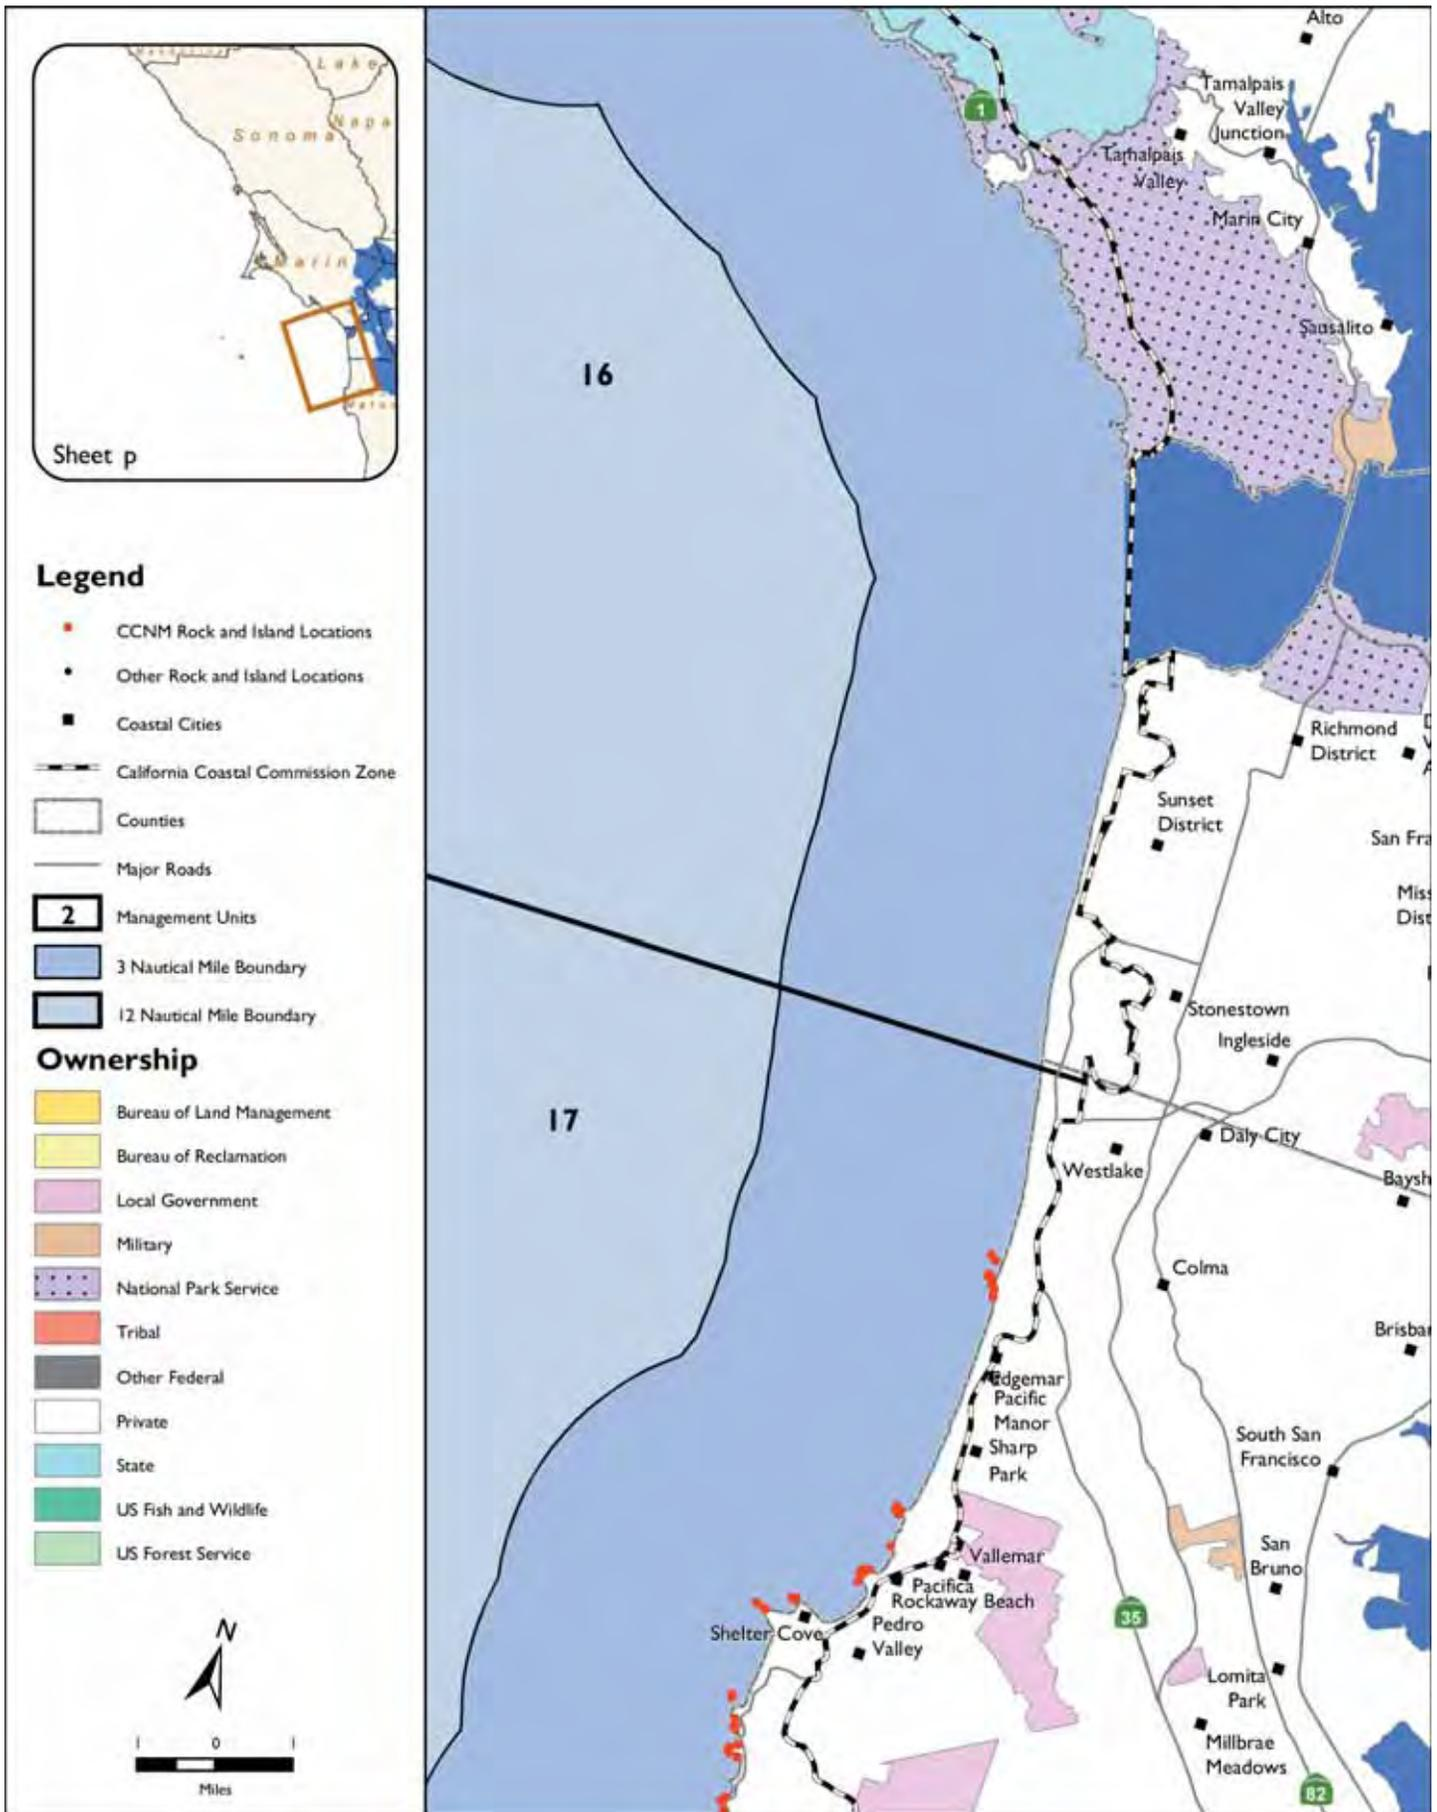 Mendocino
Lake
Napa
Sonoma
Marin
Sheet p
Legend
CCNM Rock and Island Locations
Other Rock and Island Locations
Coastal Cities
California Coastal Commission Zone
Counties
Major Roads
2
Management Units
3 Nautical Mile Boundary
12 Nautical Mile Boundary
Ownership
Bureau of Land Management
Bureau of Reclamation
Local Government
Military
National Park Service
Tribal
Other Federal
Private
State
US Fish and Wildlife
US Forest Service
N
1 0 1
Miles
Alto
1
Tamalpais
Valley
Junction
Tamalpais
Valley
Marin City
Sausalito
16
Richmond
District
Sunset
District
San Fra
Miss
Dist
Stonestown
Ingleside
17
Daly City
Westlake
Baysh
Colma
Brisba
Edgemar
Pacific
Manor
Sharp
Park
South San
Francisco
Vallemar
San
Bruno
Pacifica
Rockaway Beach
35
Shelter Cove
Pedro
Valley
Lomita
Park
Millbrae
Meadows
82